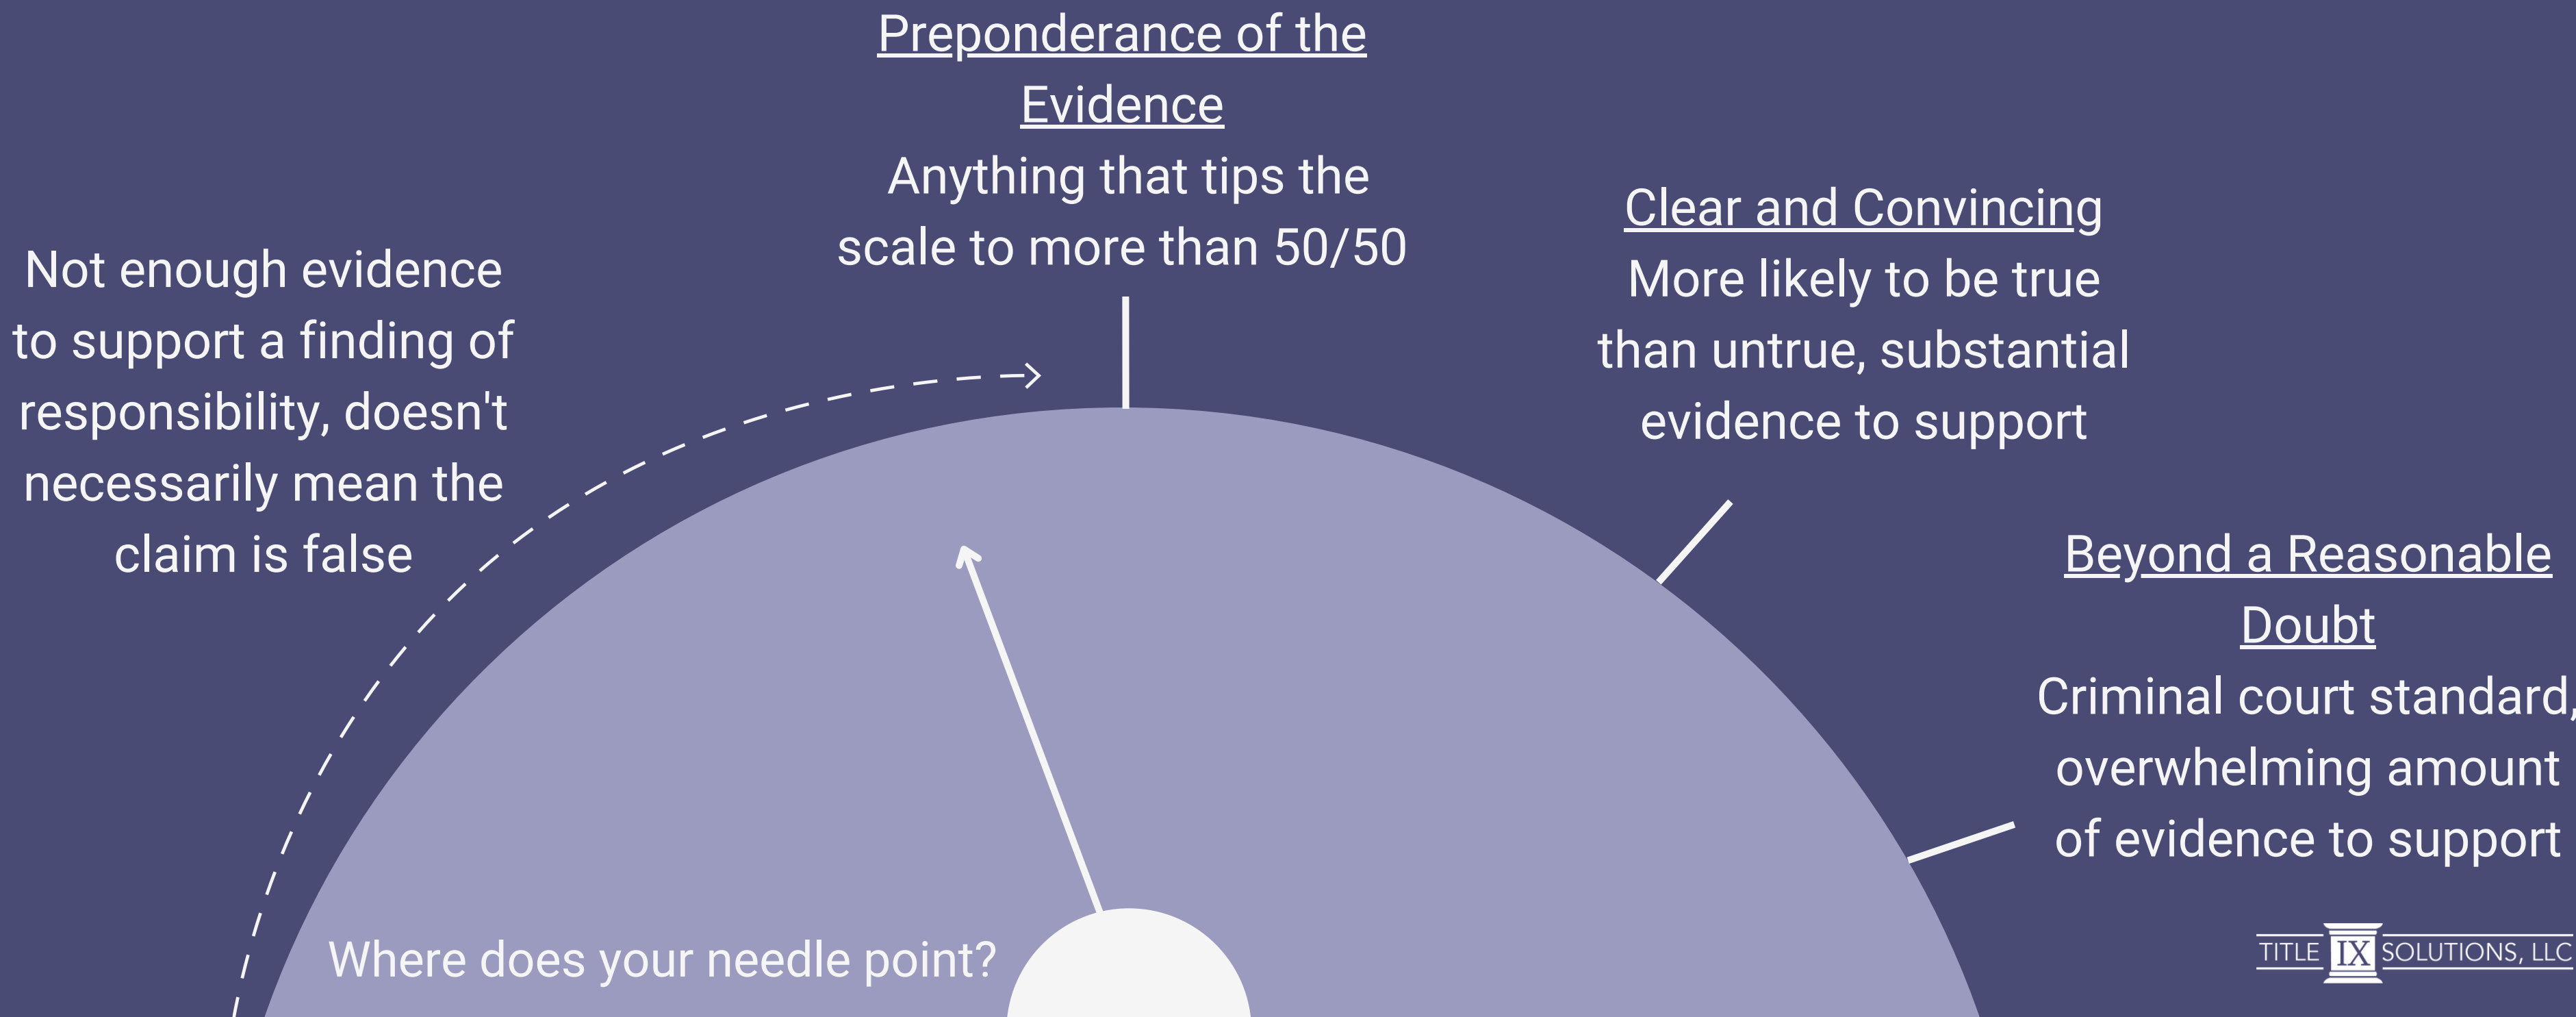 Preponderance of the
Evidence
Anything that tips the
scale to more than 50/50
Not enough evidence
to support a finding of
responsibility, doesn't
necessarily mean the
claim is false
Clear and Convincing
More likely to be true
than untrue, substantial
evidence to support
Beyond a Reasonable
Doubt
Criminal court standard,
overwhelming amount
of evidence to support
Where does your needle point?
TITLE IX SOLUTIONS, LLC